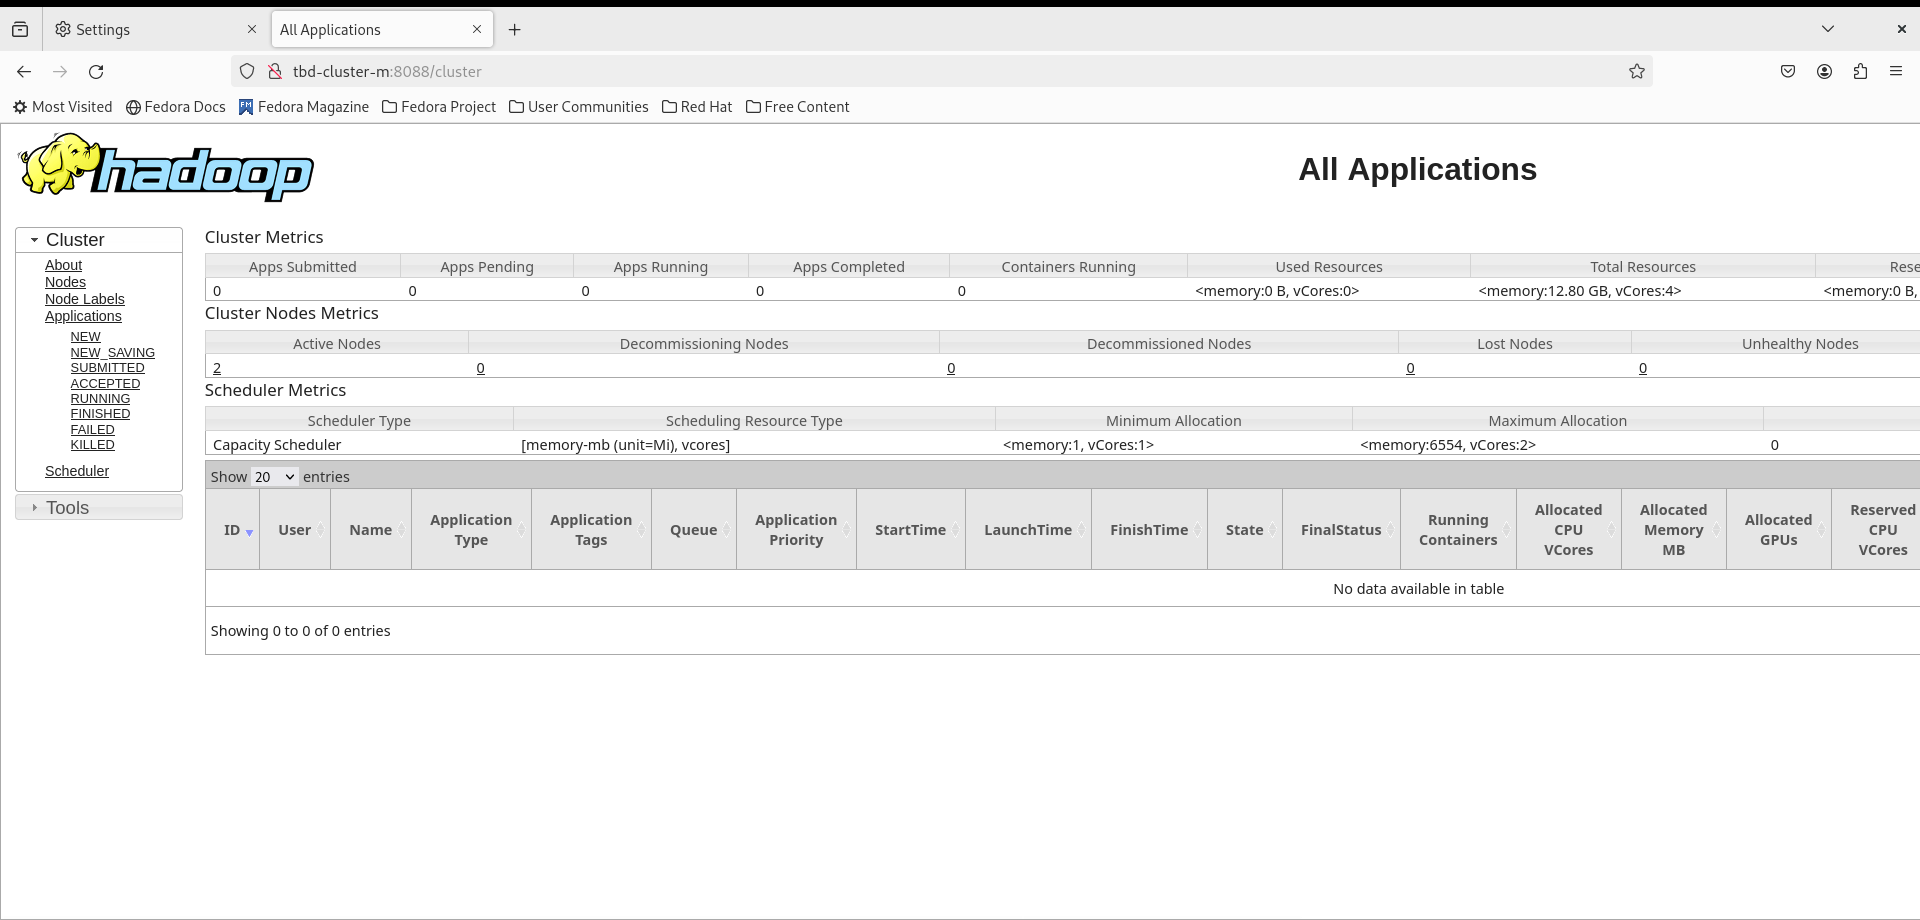 Settings
All Applications
tbd-cluster-m:8088/cluster
Most Visited Fedora Docs FM Fedora Magazine Fedora Project User Communities Red Hat Free Content
hadoop
All Applications
Cluster
About
Nodes
Node Labels
Applications
NEW
NEW_SAVING
SUBMITTED
ACCEPTED
RUNNING
FINISHED
FAILED
KILLED
Scheduler
Tools
Cluster Metrics
Apps Submitted Apps Pending Apps Running Apps Completed Containers Running Used Resources Total Resources Rese
0 0 0 0 0 <memory:0 B, vCores:0> <memory:12.80 GB, vCores:4> <memory:0 B,
Cluster Nodes Metrics
Active Nodes Decommissioning Nodes Decommissioned Nodes Lost Nodes Unhealthy Nodes
2 0 0 0 0
Scheduler Metrics
Scheduler Type Scheduling Resource Type Minimum Allocation Maximum Allocation
Capacity Scheduler [memory-mb (unit=Mi), vcores] <memory:1, vCores:1> <memory:6554, vCores:2> 0
Show 20 entries
ID User Name Application Type Application Tags Queue Application Priority StartTime LaunchTime FinishTime State FinalStatus Running Containers Allocated CPU VCores Allocated Memory MB Allocated GPUs Reserved CPU VCores
No data available in table
Showing 0 to 0 of 0 entries